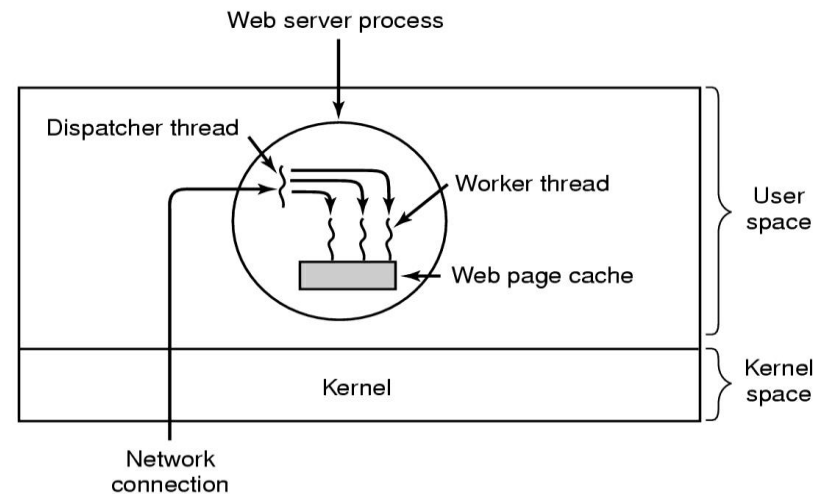 Web server process
Dispatcher thread
Worker thread
User
space
Web page cache
Kernel
Kernel
space
Network
connection